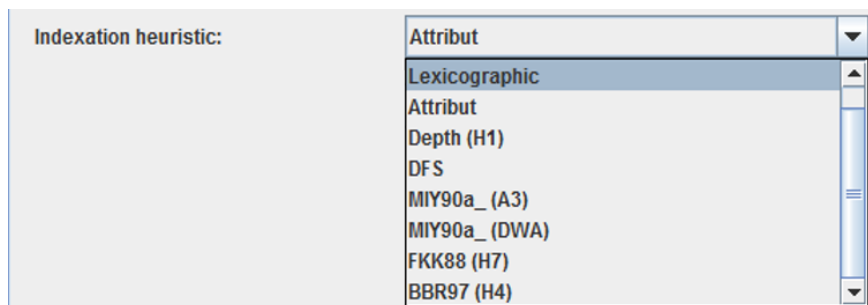 Indexation heuristic: Attribut
Lexicographic
Attribut
Depth (H1)
DFS
MIY90a_ (A3)
MIY90a_ (DWA)
FKK88 (H7)
BBR97 (H4)